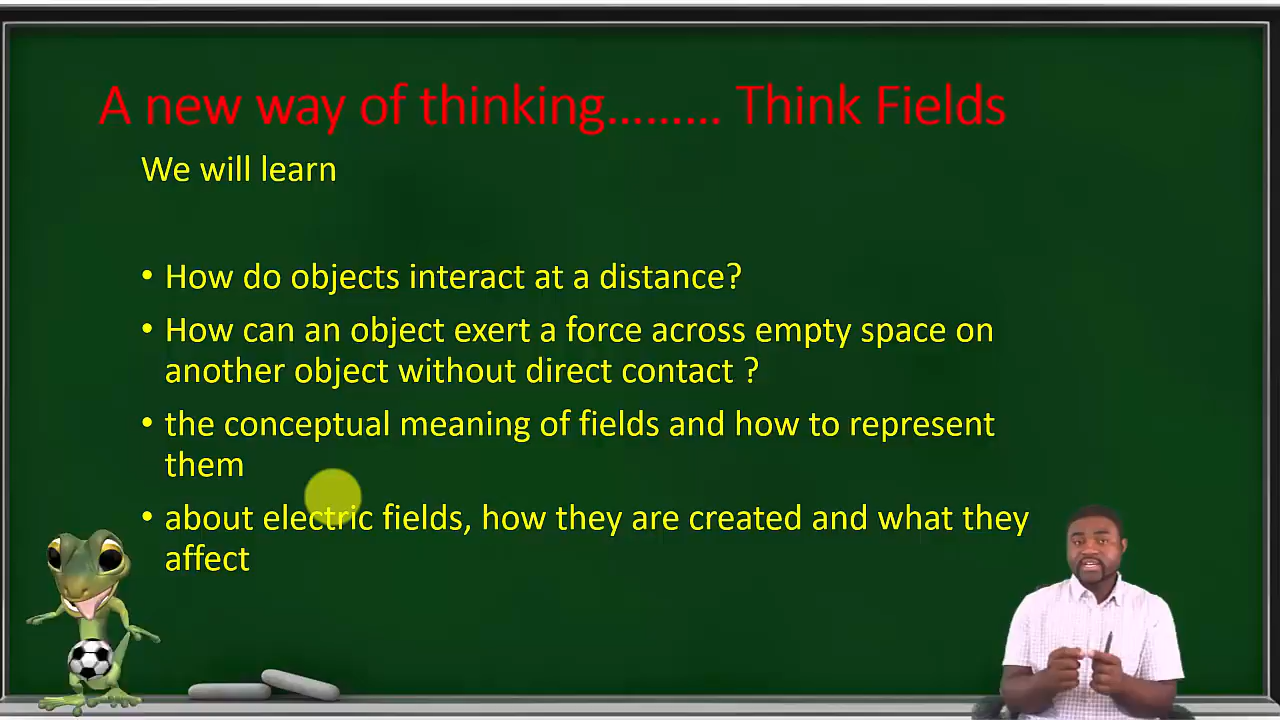 A new way of thinking……… Think Fields
We will learn
• How do objects interact at a distance?
• How can an object exert a force across empty space on
another object without direct contact ?
• the conceptual meaning of fields and how to represent
them
• about electric fields, how they are created and what they
affect